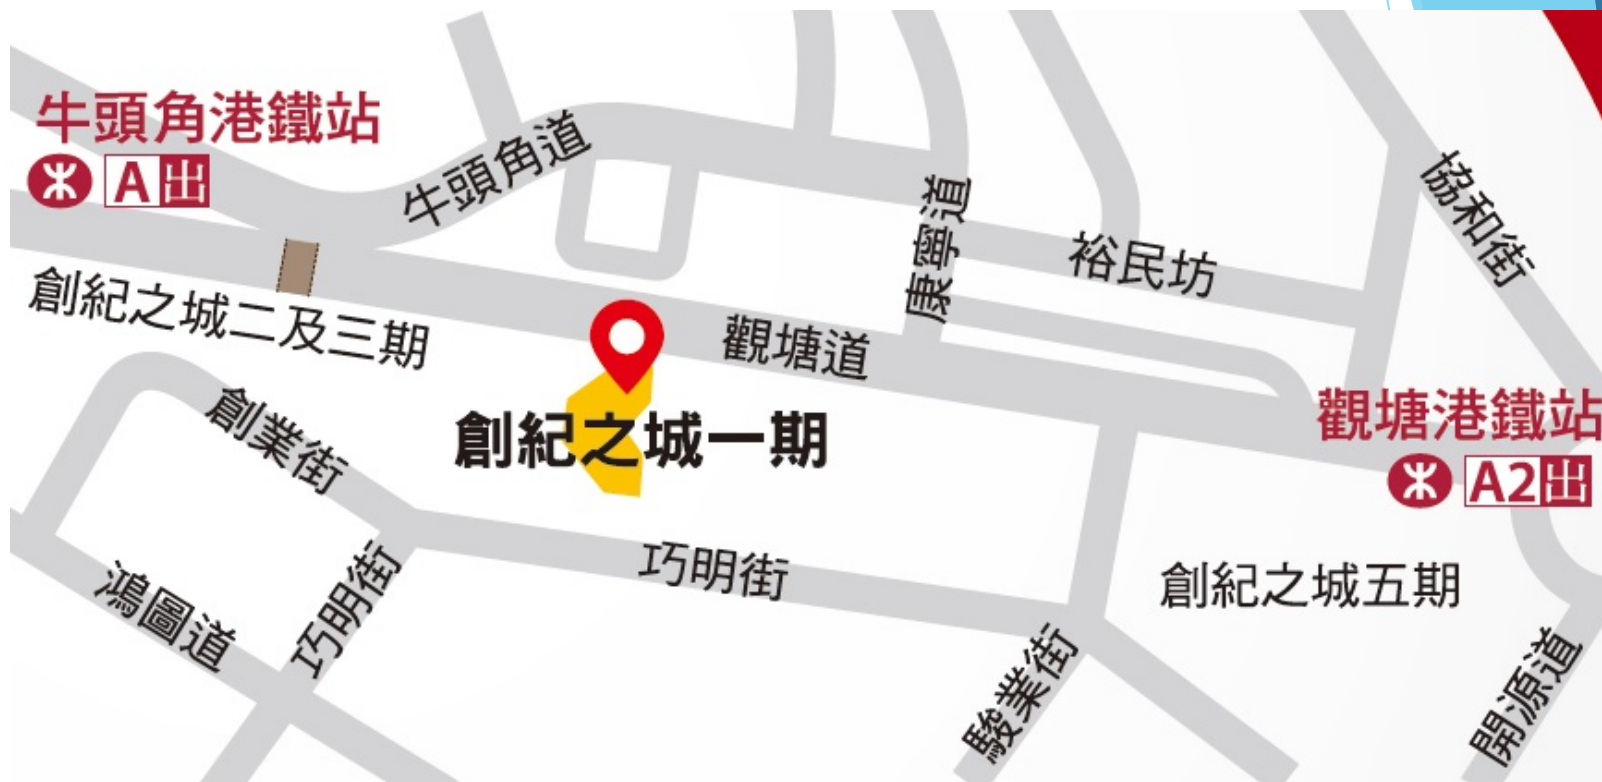 牛頭角港鐵站
A出
牛頭角道
協和街
康寧道
裕民坊
創紀之城二及三期
觀塘道
創業街
創紀之城一期
觀塘港鐵站
A2出
巧明街
巧明街
創紀之城五期
鴻圖道
駿業街
開源道